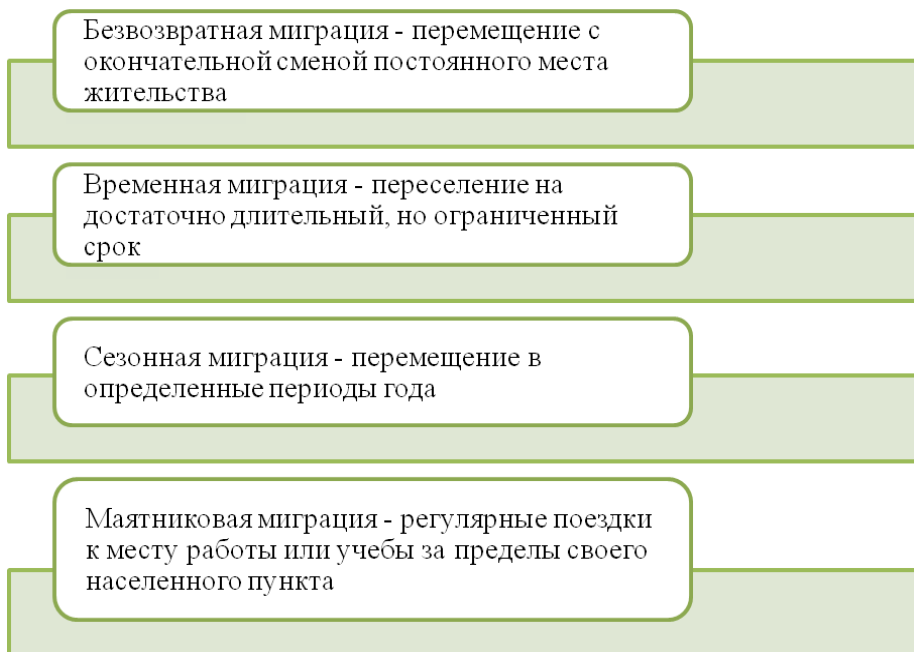 Безвозвратная миграция - перемещение с
окончательной сменой постоянного места
жительства
Временная миграция - переселение на
достаточно длительный, но ограниченный
срок
Сезонная миграция - перемещение в
определенные периоды года
Маятниковая миграция - регулярные поездки
к месту работы или учебы за пределы своего
населенного пункта